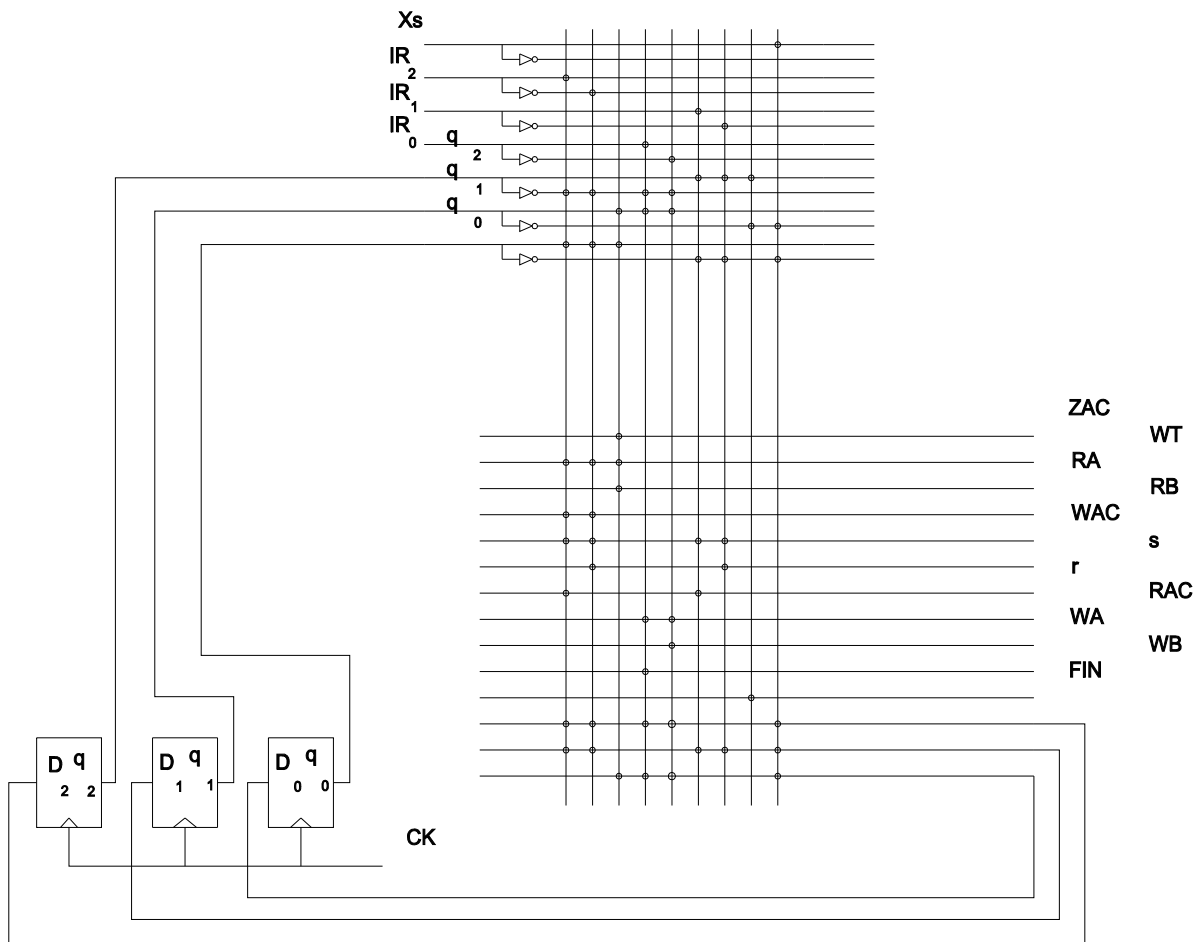 Xs
IR 2
IR 1
IR 0
q 2
q 1
q 0
ZAC
WT
RA
RB
WAC
s
r
RAC
WA
WB
FIN
D 2 q 2
D 1 q 1
D 0 q 0
CK